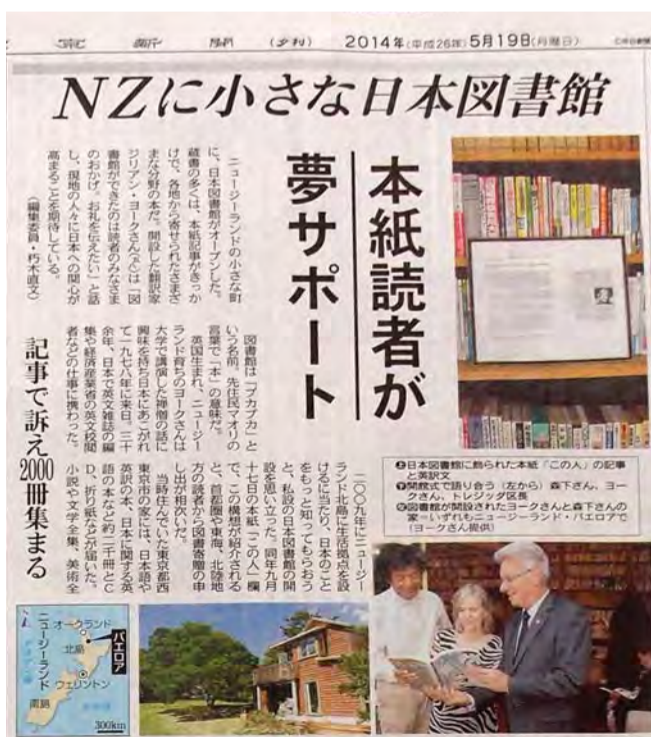 京 新 聞 (夕刊) 2014年(平成26年)5月19日(月曜日)
NZに小さな日本図書館
本紙読者が
夢サポート
ニュージーランドの小さな町
に、日本図書館がオープンした。
蔵書の多くは、本紙記事がきっか
けで、各地から寄せられたさまざ
まな分野の本だ。開設した翻訳家
ジリアン・ヨークさんは「図
書館ができたのは読者のみなさま
のおかげ。お礼を伝えたい」と話
し、現地の人々に日本への関心が
高まることを期待している。
(編集委員・朽木直文)
記事で訴え2000冊集まる
図書館は「プカプカ」と
いう名前。先住民マオリの
言葉で「本」の意味だ。
英国生まれ、ニュージー
ランド育ちのヨークさんは
大学で講演した禅僧の話に
興味を持ち日本にあこがれ
て一九七八年に来日。三十
余年、日本で英文雑誌の編
集や経済産業省の英文校閲
者などの仕事に携わった。
二〇〇九年にニュージー
ランド北島に生活拠点を設
けるに当たり、日本のこと
をもっと知ってもらおう
と、私設の日本図書館の開
設を思い立った。同年九月
十七日の本紙「この人」欄
で、この構想が紹介される
と、首都圏や東海、北陸地
方の読者から図書寄贈の申
し出が相次いだ。
当時住んでいた東京都西
東京市の家には、日本語や
英訳の本、日本に関する英
語の本など約二千冊とC
D、折り紙などが届いた。
小説や文学全集、美術全
㊤日本図書館に飾られた本紙「この人」の記事
と英訳文
㊦開館式で語り合う(左から)森下さん、ヨー
クさん、トレジッダ区長
㊧図書館が開設されたヨークさんと森下さんの
家=いずれもニュージーランド・パエロアで
(ヨークさん提供)
オークランド
パエロア
北島
ニュージーランド
ウェリントン
南島
300km